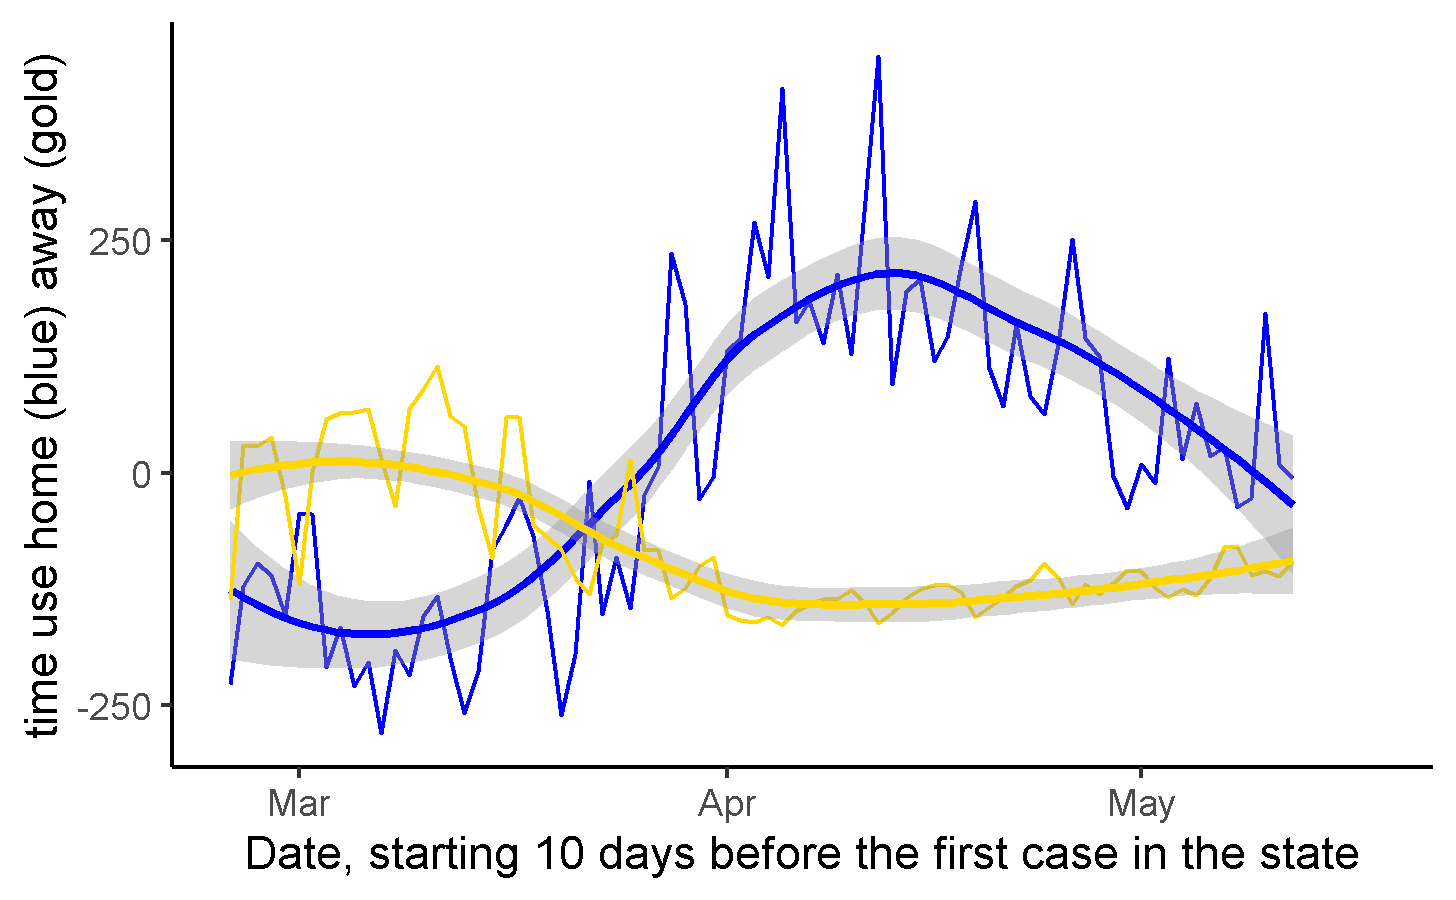 time use home (blue) away (gold)
250
0
-250
Mar
Apr
May
Date, starting 10 days before the first case in the state